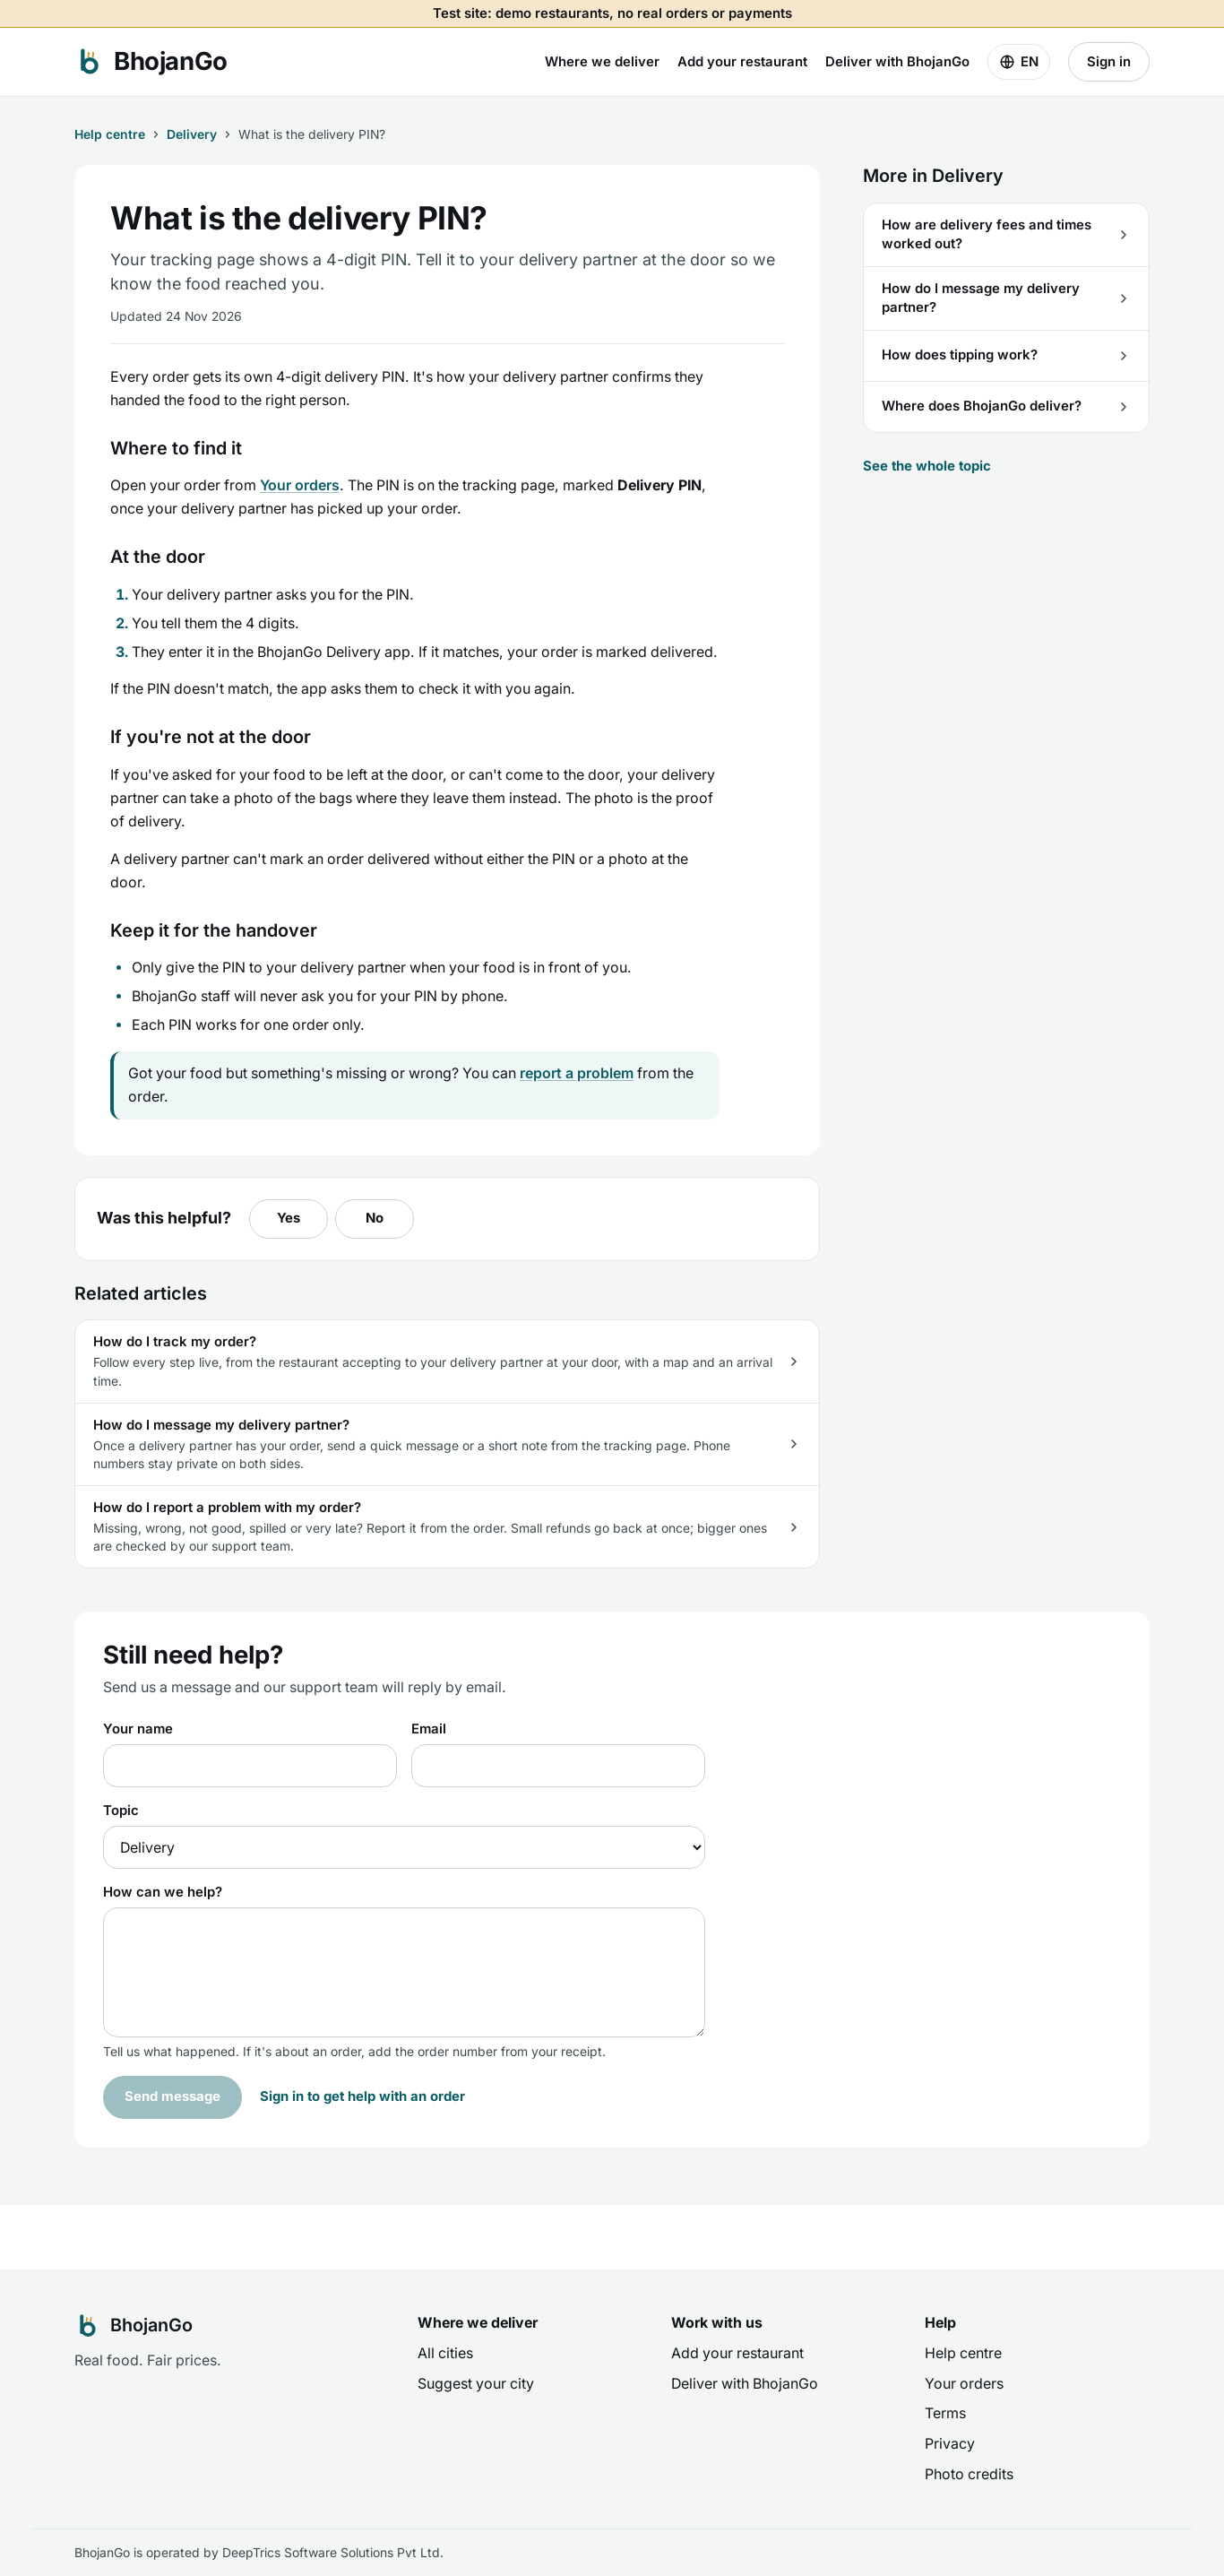 Test site: demo restaurants, no real orders or payments
BhojanGo
Where we deliver
Add your restaurant
Deliver with BhojanGo
EN
Sign in
Help centre
Delivery
What is the delivery PIN?
What is the delivery PIN?
Your tracking page shows a 4-digit PIN. Tell it to your delivery partner at the door so we
know the food reached you.
Updated 24 Nov 2026
Every order gets its own 4-digit delivery PIN. It's how your delivery partner confirms they
handed the food to the right person.
Where to find it
Open your order from Your orders. The PIN is on the tracking page, marked Delivery PIN,
once your delivery partner has picked up your order.
At the door
1. Your delivery partner asks you for the PIN.
2. You tell them the 4 digits.
3. They enter it in the BhojanGo Delivery app. If it matches, your order is marked delivered.
If the PIN doesn't match, the app asks them to check it with you again.
If you're not at the door
If you've asked for your food to be left at the door, or can't come to the door, your delivery
partner can take a photo of the bags where they leave them instead. The photo is the proof
of delivery.
A delivery partner can't mark an order delivered without either the PIN or a photo at the
door.
Keep it for the handover
• Only give the PIN to your delivery partner when your food is in front of you.
• BhojanGo staff will never ask you for your PIN by phone.
• Each PIN works for one order only.
Got your food but something's missing or wrong? You can report a problem from the
order.
More in Delivery
How are delivery fees and times
worked out?
How do I message my delivery
partner?
How does tipping work?
Where does BhojanGo deliver?
See the whole topic
Was this helpful?
Yes
No
Related articles
How do I track my order?
Follow every step live, from the restaurant accepting to your delivery partner at your door, with a map and an arrival
time.
How do I message my delivery partner?
Once a delivery partner has your order, send a quick message or a short note from the tracking page. Phone
numbers stay private on both sides.
How do I report a problem with my order?
Missing, wrong, not good, spilled or very late? Report it from the order. Small refunds go back at once; bigger ones
are checked by our support team.
Still need help?
Send us a message and our support team will reply by email.
Your name
Email
Topic
Delivery
How can we help?
Tell us what happened. If it's about an order, add the order number from your receipt.
Send message
Sign in to get help with an order
BhojanGo
Real food. Fair prices.
Where we deliver
All cities
Suggest your city
Work with us
Add your restaurant
Deliver with BhojanGo
Help
Help centre
Your orders
Terms
Privacy
Photo credits
BhojanGo is operated by DeepTrics Software Solutions Pvt Ltd.